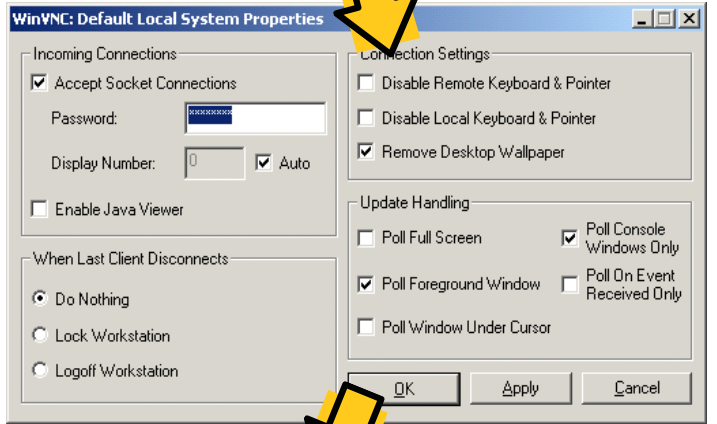 WinVNC: Default Local System Properties
Incoming Connections
Accept Socket Connections
Password:
xxxxxxxx
Display Number:
0
Auto
Enable Java Viewer
When Last Client Disconnects
Do Nothing
Lock Workstation
Logoff Workstation
Connection Settings
Disable Remote Keyboard & Pointer
Disable Local Keyboard & Pointer
Remove Desktop Wallpaper
Update Handling
Poll Full Screen
Poll Console
Windows Only
Poll Foreground Window
Poll On Event
Received Only
Poll Window Under Cursor
OK
Apply
Cancel